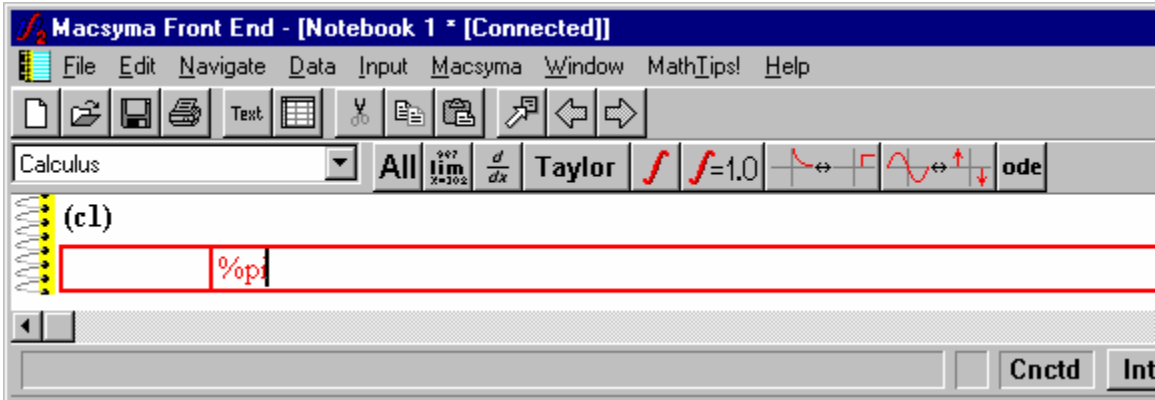 Macsyma Front End - [Notebook 1 * [Connected]]
File Edit Navigate Data Input Macsyma Window MathTips! Help
Text
Calculus All lim d/dx Taylor ∫ ∫=1.0 ode
(c1)
%pi
Cnctd Int